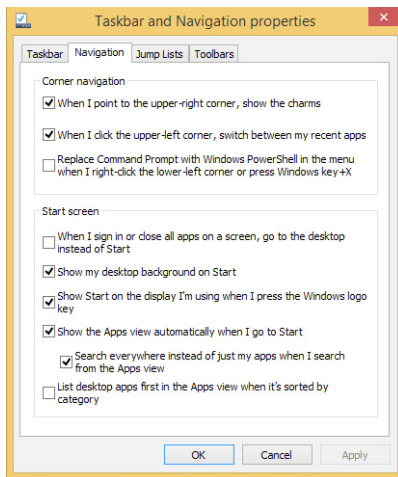 Taskbar and Navigation properties
Taskbar Navigation Jump Lists Toolbars
Corner navigation
When I point to the upper-right corner, show the charms
When I click the upper-left corner, switch between my recent apps
Replace Command Prompt with Windows PowerShell in the menu
when I right-click the lower-left corner or press Windows key+X
Start screen
When I sign in or close all apps on a screen, go to the desktop
instead of Start
Show my desktop background on Start
Show Start on the display I'm using when I press the Windows logo
key
Show the Apps view automatically when I go to Start
Search everywhere instead of just my apps when I search
from the Apps view
List desktop apps first in the Apps view when it's sorted by
category
OK Cancel Apply